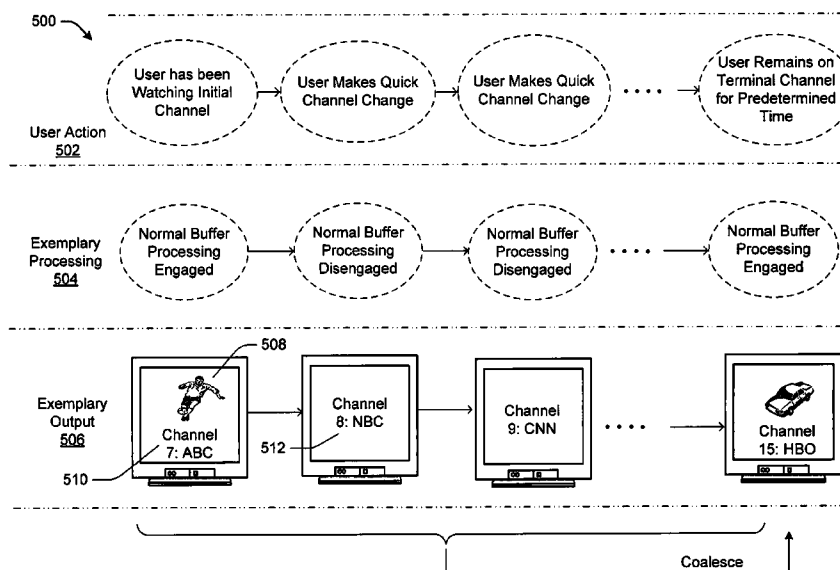 500
User has been
Watching Initial
Channel
User Makes Quick
Channel Change
User Makes Quick
Channel Change
User Remains on
Terminal Channel
for Predetermined
Time
User Action
502
Exemplary
Processing
504
Normal Buffer
Processing
Engaged
Normal Buffer
Processing
Disengaged
Normal Buffer
Processing
Disengaged
Normal Buffer
Processing
Engaged
Exemplary
Output
506
508
Channel
7: ABC
510
Channel
8: NBC
512
Channel
9: CNN
Channel
15: HBO
Coalesce